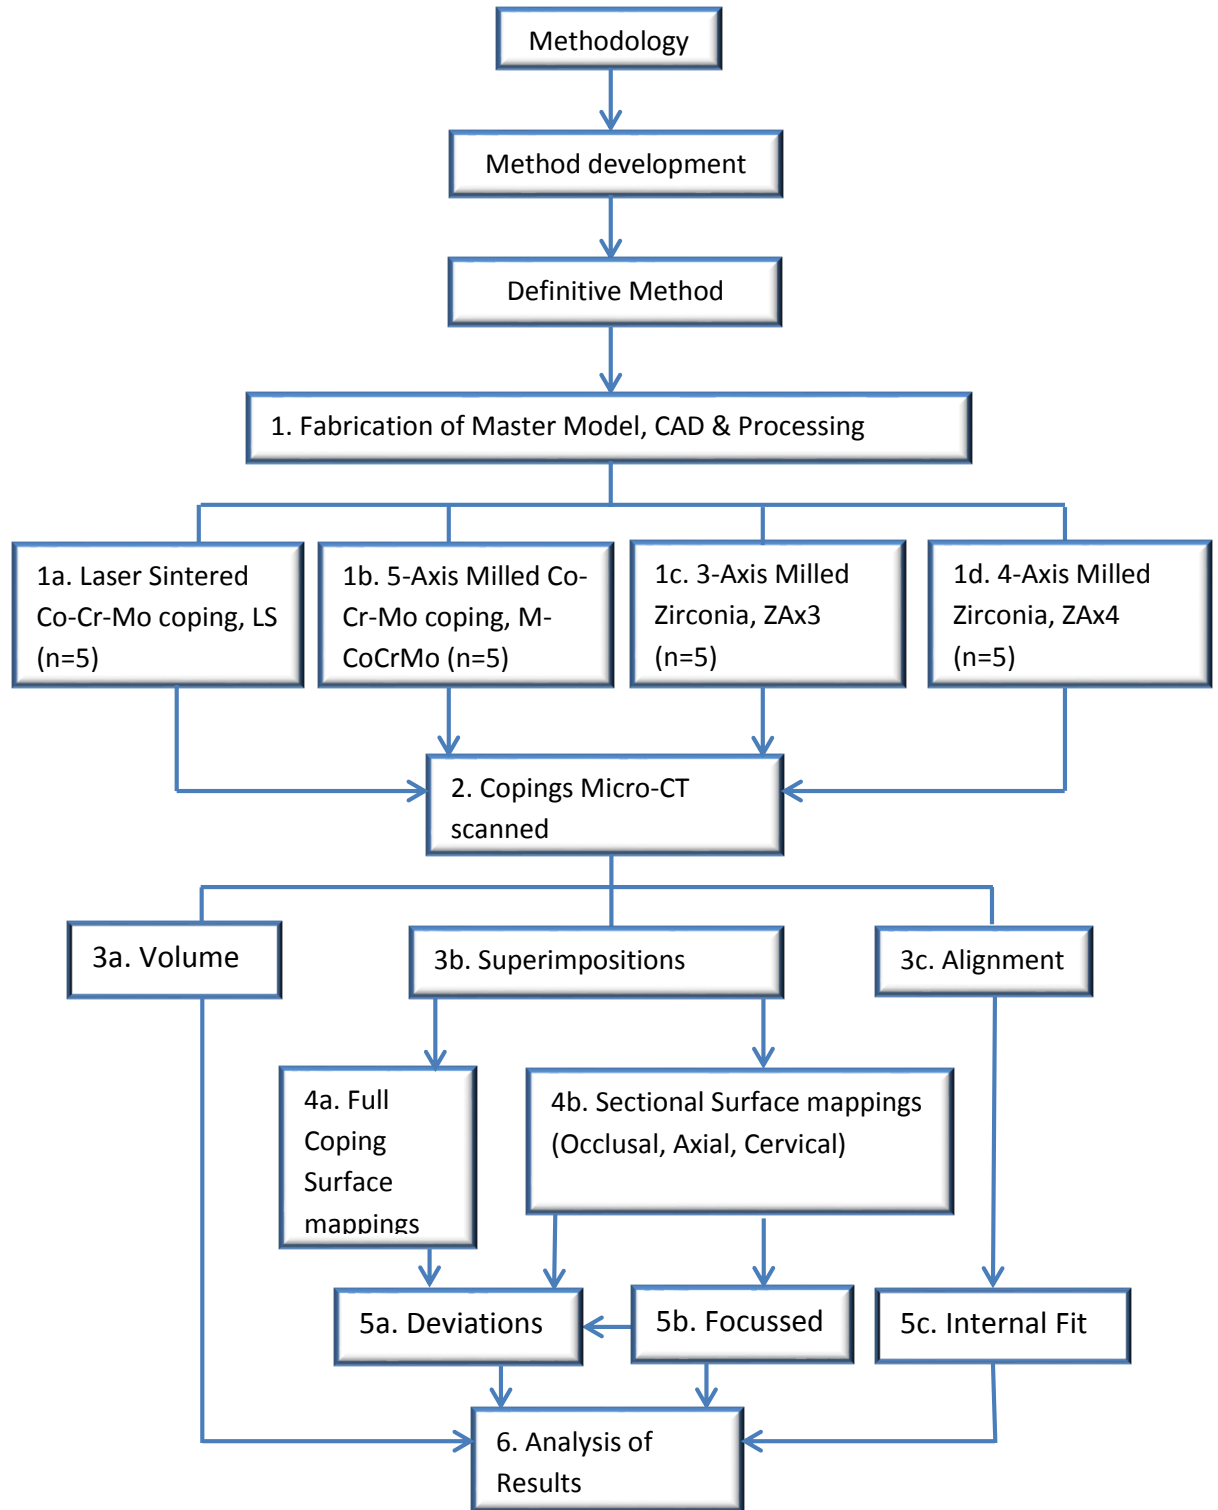 Methodology
Method development
Definitive Method
1. Fabrication of Master Model, CAD & Processing
1a. Laser Sintered
Co-Cr-Mo coping, LS
(n=5)
1b. 5-Axis Milled Co-
Cr-Mo coping, M-
CoCrMo (n=5)
1c. 3-Axis Milled
Zirconia, ZAx3
(n=5)
1d. 4-Axis Milled
Zirconia, ZAx4
(n=5)
2. Copings Micro-CT
scanned
3a. Volume
3b. Superimpositions
3c. Alignment
4a. Full
Coping
Surface
mappings
4b. Sectional Surface mappings
(Occlusal, Axial, Cervical)
5a. Deviations
5b. Focussed
5c. Internal Fit
6. Analysis of
Results